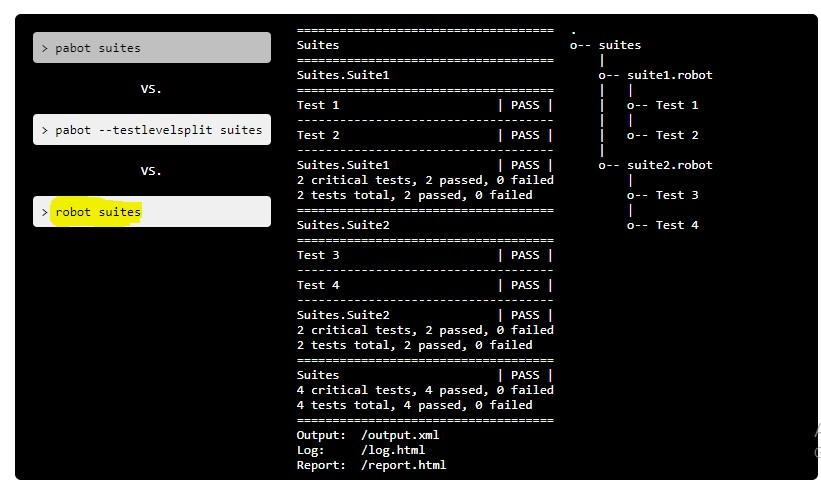 > pabot suites
vs.
> pabot --testlevelsplit suites
vs.
> robot suites
====================================
Suites
====================================
Suites.Suite1
====================================
Test 1 | PASS |
------------------------------------
Test 2 | PASS |
------------------------------------
Suites.Suite1 | PASS |
2 critical tests, 2 passed, 0 failed
2 tests total, 2 passed, 0 failed
====================================
Suites.Suite2
====================================
Test 3 | PASS |
------------------------------------
Test 4 | PASS |
------------------------------------
Suites.Suite2 | PASS |
2 critical tests, 2 passed, 0 failed
2 tests total, 2 passed, 0 failed
====================================
Suites | PASS |
4 critical tests, 4 passed, 0 failed
4 tests total, 4 passed, 0 failed
====================================
Output: /output.xml
Log: /log.html
Report: /report.html
.
o-- suites
|
o-- suite1.robot
| |
| o-- Test 1
| |
| o-- Test 2
|
o-- suite2.robot
|
o-- Test 3
|
o-- Test 4